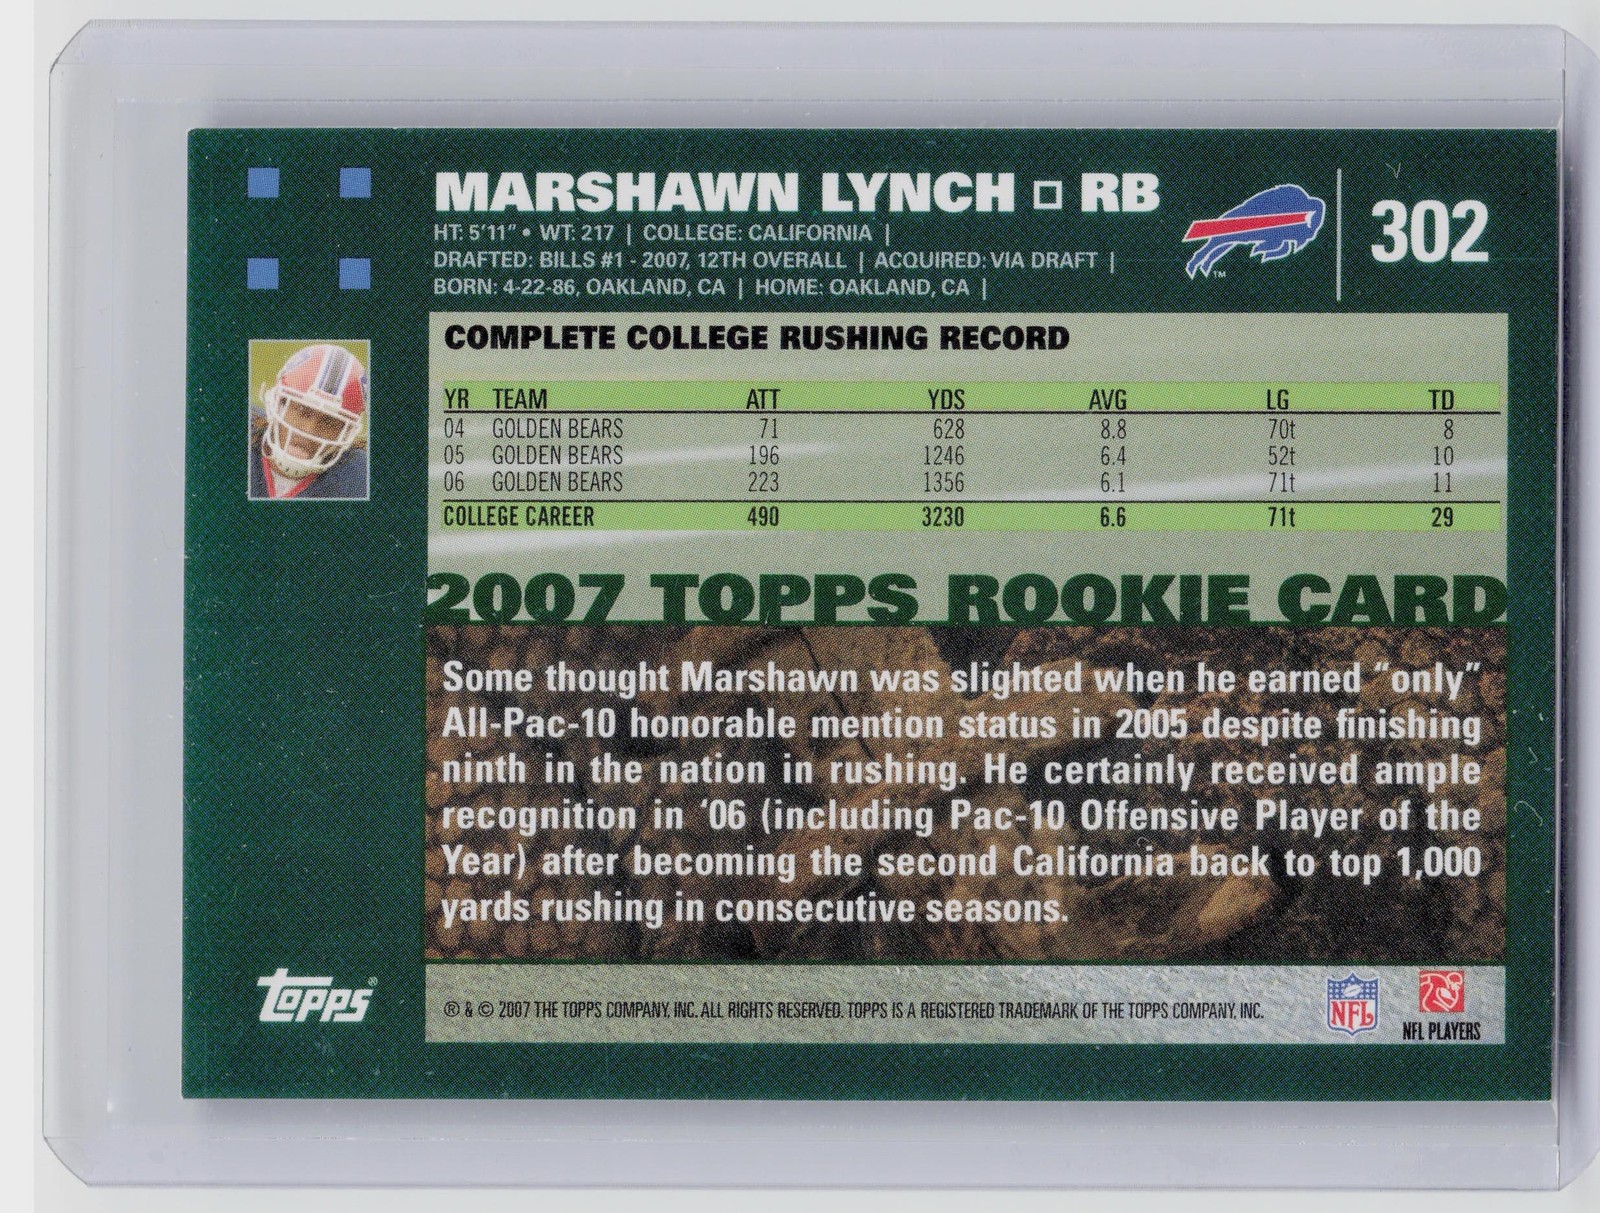 MARSHAWN LYNCH □ RB
302
HT: 5'11" • WT: 217 | COLLEGE: CALIFORNIA |
DRAFTED: BILLS #1 - 2007, 12TH OVERALL | ACQUIRED: VIA DRAFT |
BORN: 4-22-86, OAKLAND, CA | HOME: OAKLAND, CA |
TM
COMPLETE COLLEGE RUSHING RECORD
YR TEAM ATT YDS AVG LG TD
04 GOLDEN BEARS 71 628 8.8 70t 8
05 GOLDEN BEARS 196 1246 6.4 52t 10
06 GOLDEN BEARS 223 1356 6.1 71t 11
COLLEGE CAREER 490 3230 6.6 71t 29
2007 TOPPS ROOKIE CARD
Some thought Marshawn was slighted when he earned “only”
All-Pac-10 honorable mention status in 2005 despite finishing
ninth in the nation in rushing. He certainly received ample
recognition in ‘06 (including Pac-10 Offensive Player of the
Year) after becoming the second California back to top 1,000
yards rushing in consecutive seasons.
topps®
® & © 2007 THE TOPPS COMPANY, INC. ALL RIGHTS RESERVED. TOPPS IS A REGISTERED TRADEMARK OF THE TOPPS COMPANY, INC.
NFL
NFL PLAYERS